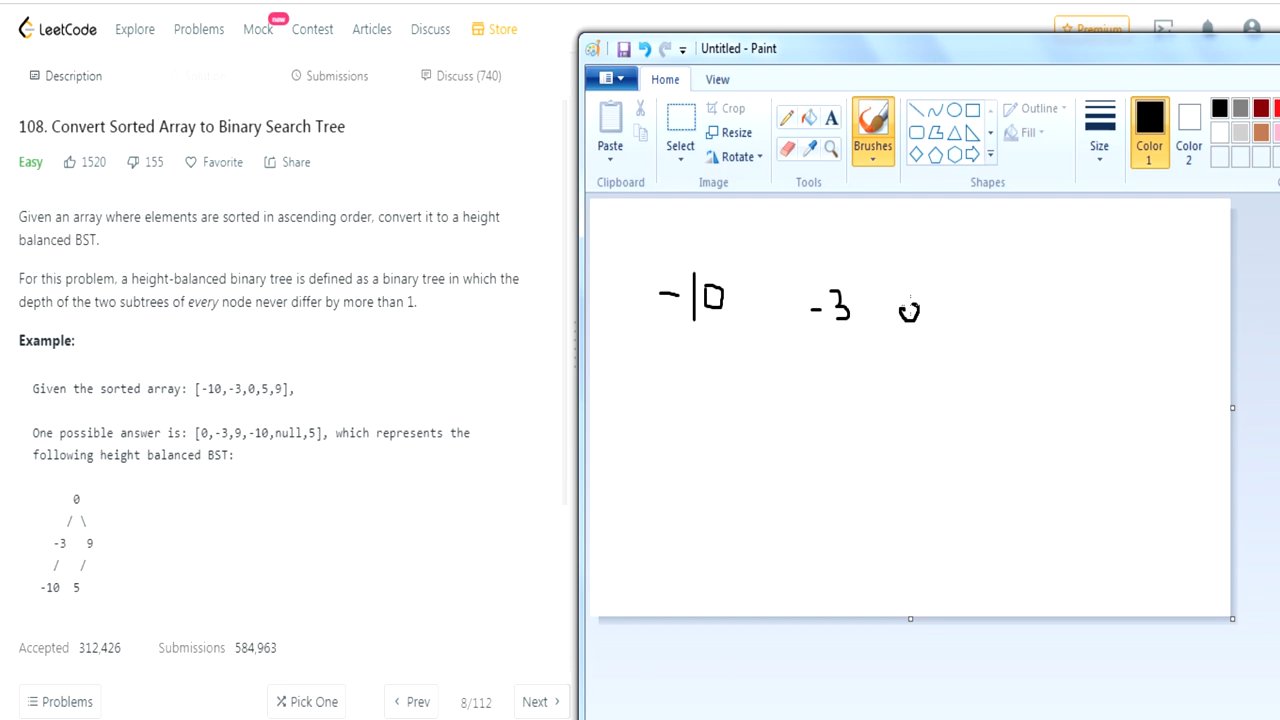 LeetCode Explore Problems Mock new Contest Articles Discuss Store Premium
Description Solution Submissions Discuss (740)
108. Convert Sorted Array to Binary Search Tree
Easy 1520 155 Favorite Share
Given an array where elements are sorted in ascending order, convert it to a height
balanced BST.
For this problem, a height-balanced binary tree is defined as a binary tree in which the
depth of the two subtrees of every node never differ by more than 1.
Example:
Given the sorted array: [-10,-3,0,5,9],
One possible answer is: [0,-3,9,-10,null,5], which represents the
following height balanced BST:
0
/ \
-3 9
/ /
-10 5
Accepted 312,426 Submissions 584,963
Problems Pick One Prev 8/112 Next
Untitled - Paint
Home View
Paste
Clipboard
Select
Crop
Resize
Rotate
Image
A
Tools
Brushes
Outline
Fill
Shapes
Size
Color
1
Color
2
-10 -3 0